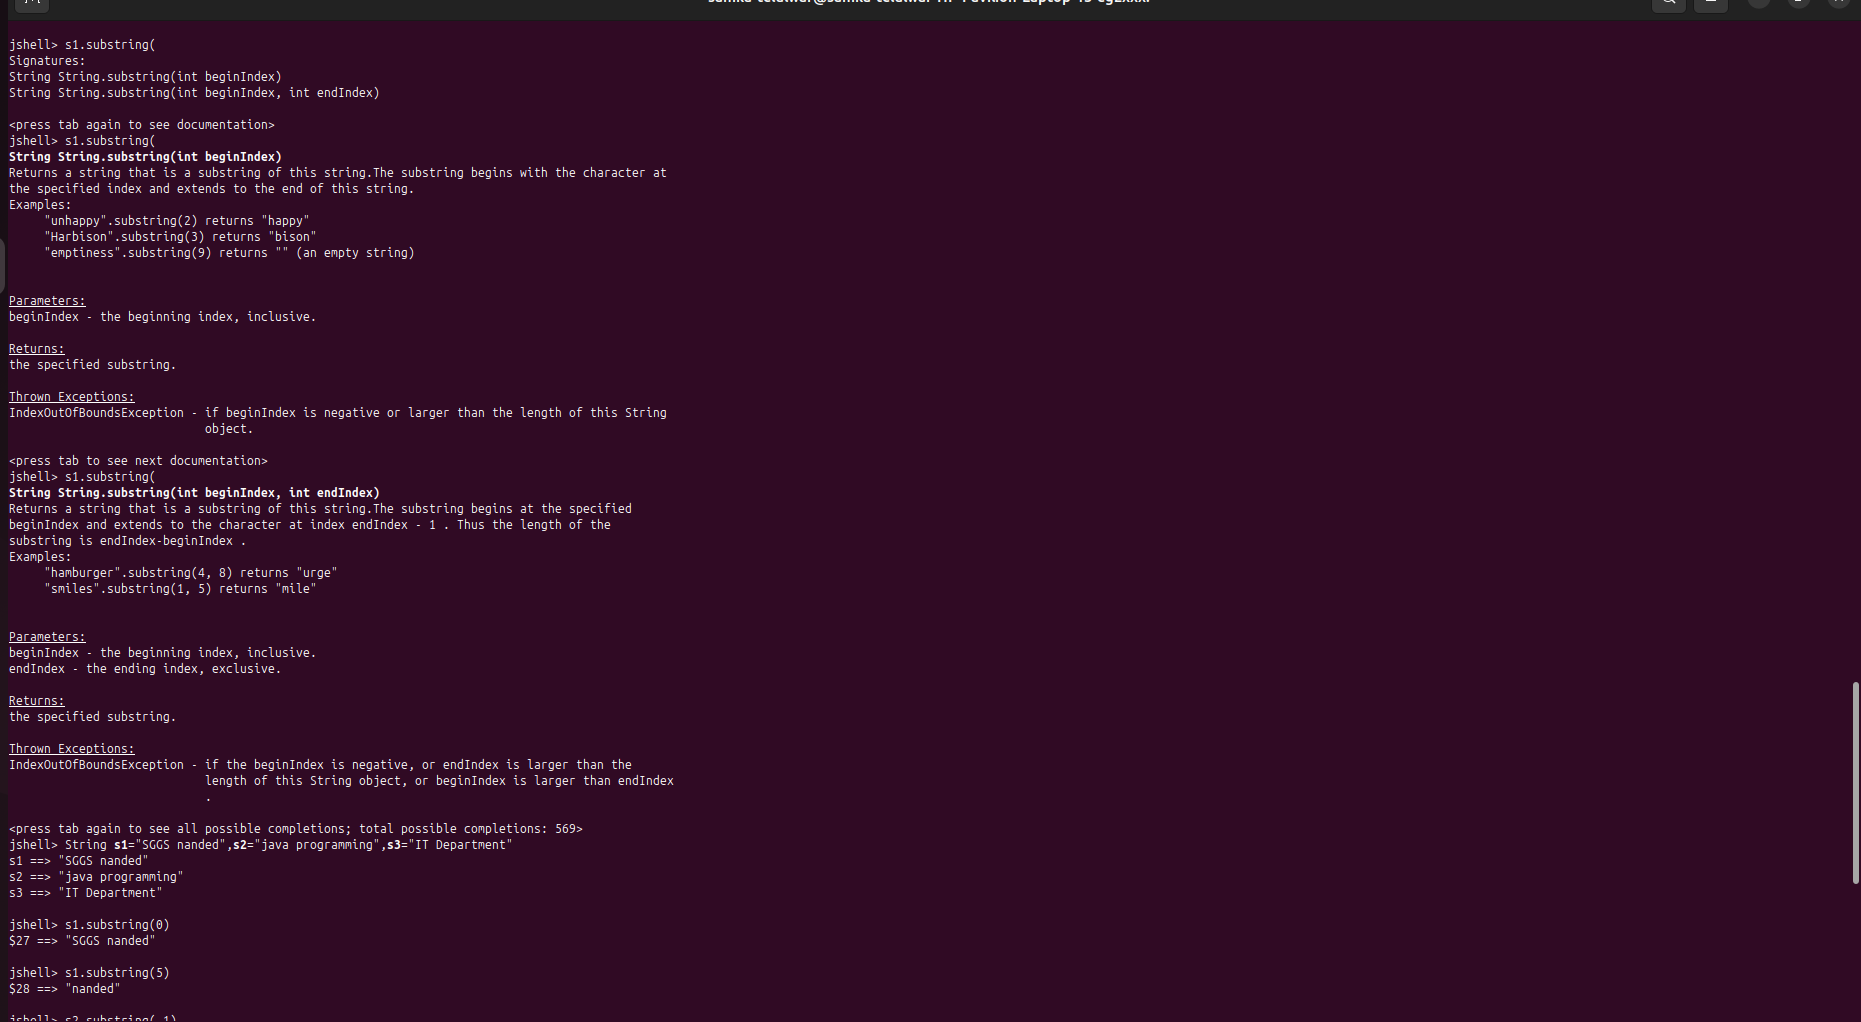 jshell> s1.substring(
Signatures:
String String.substring(int beginIndex)
String String.substring(int beginIndex, int endIndex)
<press tab again to see documentation>
jshell> s1.substring(
String String.substring(int beginIndex)
Returns a string that is a substring of this string.The substring begins with the character at
the specified index and extends to the end of this string.
Examples:
"unhappy".substring(2) returns "happy"
"Harbison".substring(3) returns "bison"
"emptiness".substring(9) returns "" (an empty string)
Parameters:
beginIndex - the beginning index, inclusive.
Returns:
the specified substring.
Thrown Exceptions:
IndexOutOfBoundsException - if beginIndex is negative or larger than the length of this String
object.
<press tab to see next documentation>
jshell> s1.substring(
String String.substring(int beginIndex, int endIndex)
Returns a string that is a substring of this string.The substring begins at the specified
beginIndex and extends to the character at index endIndex - 1 . Thus the length of the
substring is endIndex-beginIndex .
Examples:
"hamburger".substring(4, 8) returns "urge"
"smiles".substring(1, 5) returns "mile"
Parameters:
beginIndex - the beginning index, inclusive.
endIndex - the ending index, exclusive.
Returns:
the specified substring.
Thrown Exceptions:
IndexOutOfBoundsException - if the beginIndex is negative, or endIndex is larger than the
length of this String object, or beginIndex is larger than endIndex
.
<press tab again to see all possible completions; total possible completions: 569>
jshell> String s1="SGGS nanded",s2="java programming",s3="IT Department"
s1 ==> "SGGS nanded"
s2 ==> "java programming"
s3 ==> "IT Department"
jshell> s1.substring(0)
$27 ==> "SGGS nanded"
jshell> s1.substring(5)
$28 ==> "nanded"
jshell> s2.substring(